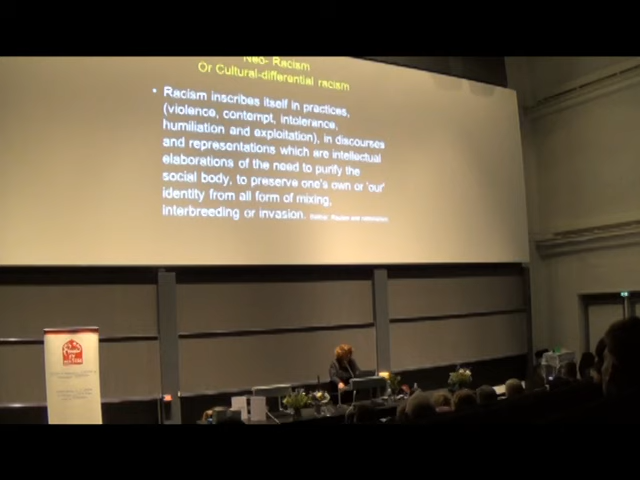 Neo- Racism
Or Cultural-differential racism
• Racism inscribes itself in practices,
(violence, contempt, intolerance,
humiliation and exploitation), in discourses
and representations which are intellectual
elaborations of the need to purify the
social body, to preserve one's own or 'our'
identity from all form of mixing,
interbreeding or invasion.